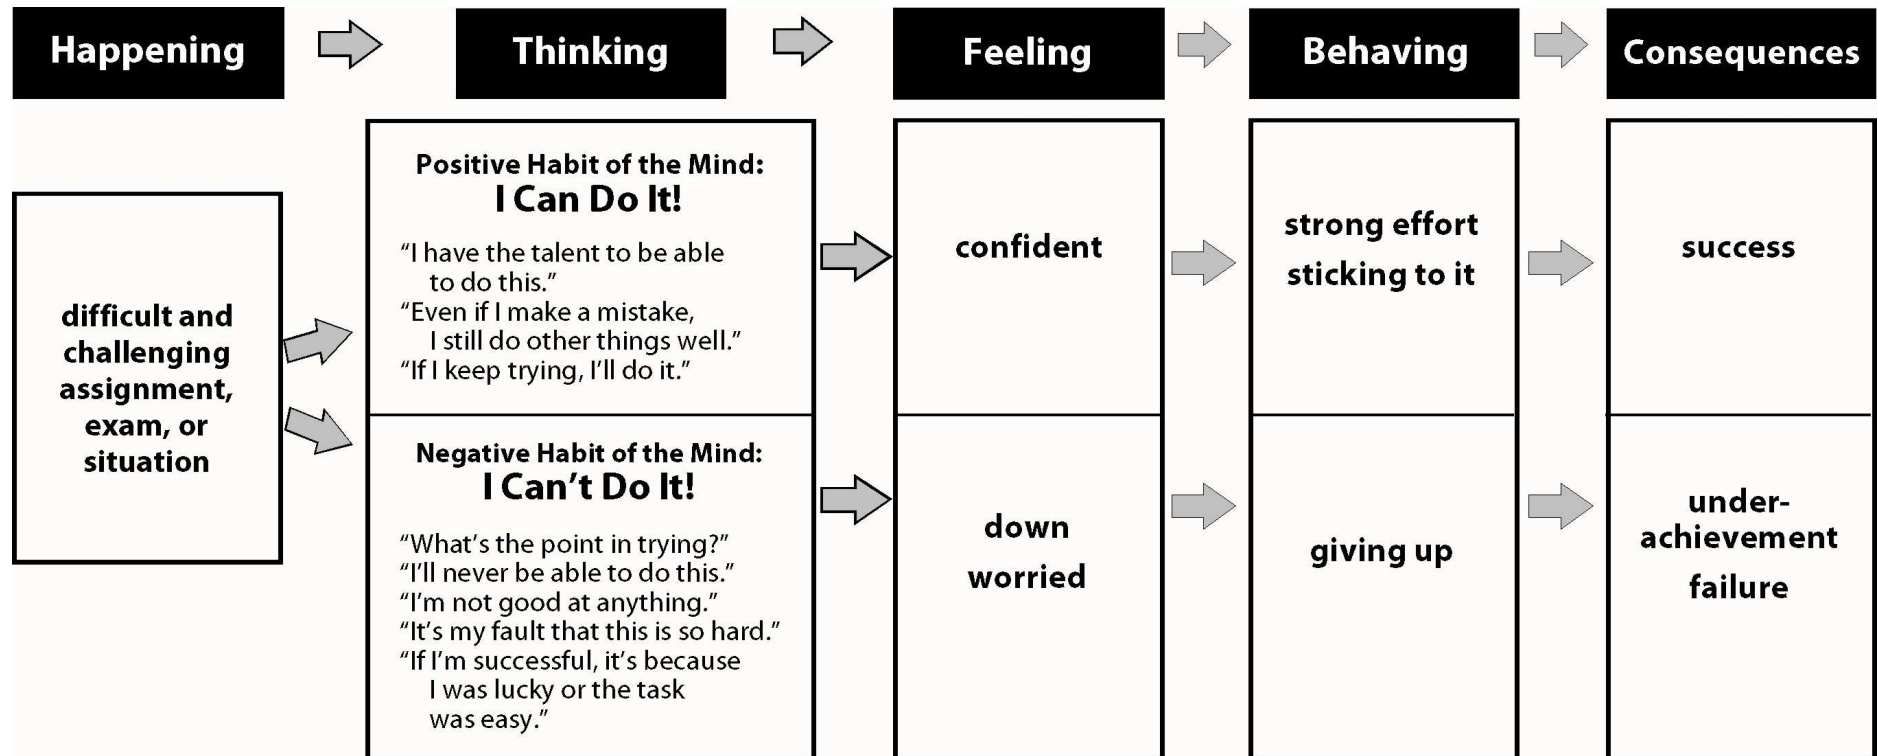 Happening
Thinking
Feeling
Behaving
Consequences
difficult and
challenging
assignment,
exam, or
situation
Positive Habit of the Mind:
I Can Do It!
“I have the talent to be able
to do this.”
“Even if I make a mistake,
I still do other things well.”
“If I keep trying, I’ll do it.”
confident
strong effort
sticking to it
success
Negative Habit of the Mind:
I Can’t Do It!
“What’s the point in trying?”
“I’ll never be able to do this.”
“I’m not good at anything.”
“It’s my fault that this is so hard.”
“If I’m successful, it’s because
I was lucky or the task
was easy.”
down
worried
giving up
under-
achievement
failure